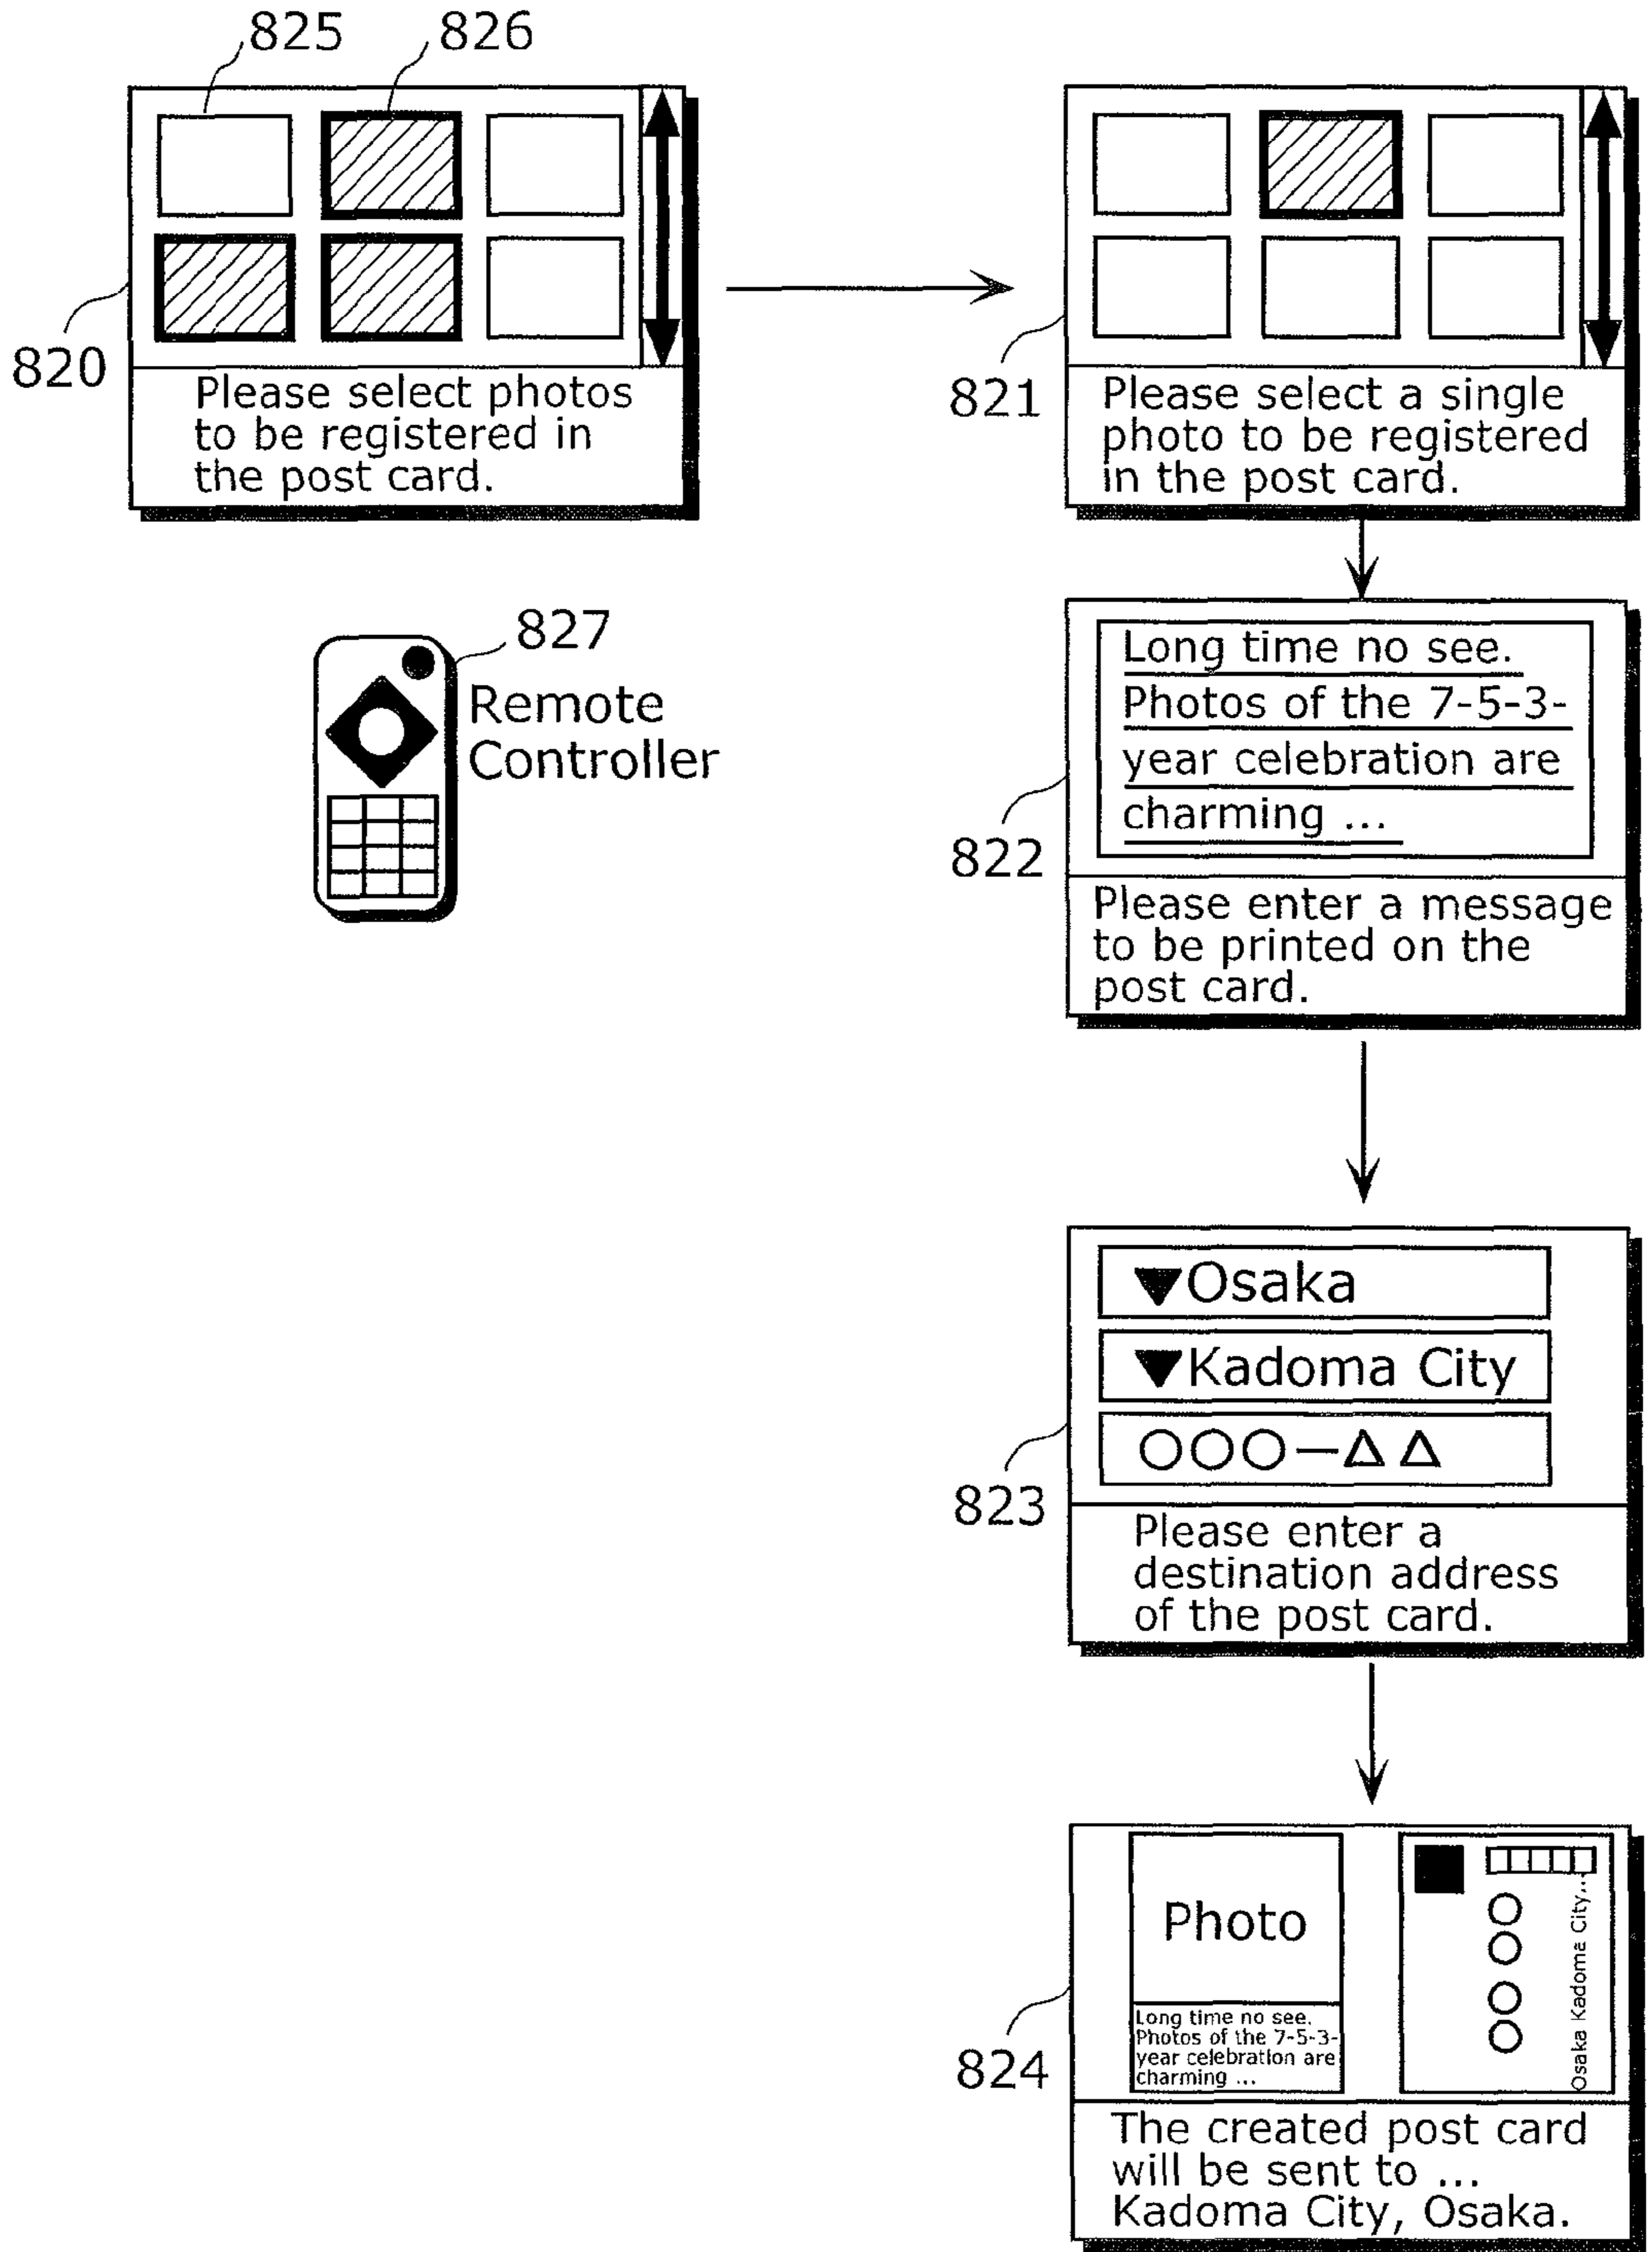 825
826
820
Please select photos
to be registered in
the post card.
821
Please select a single
photo to be registered
in the post card.
827
Remote
Controller
Long time no see.
Photos of the 7-5-3-
year celebration are
charming ...
822
Please enter a message
to be printed on the
post card.
▼Osaka
▼Kadoma City
○○○—△△
823
Please enter a
destination address
of the post card.
Photo
Long time no see.
Photos of the 7-5-3-
year celebration are
charming ...
○○○○
Osaka Kadoma City...
824
The created post card
will be sent to ...
Kadoma City, Osaka.